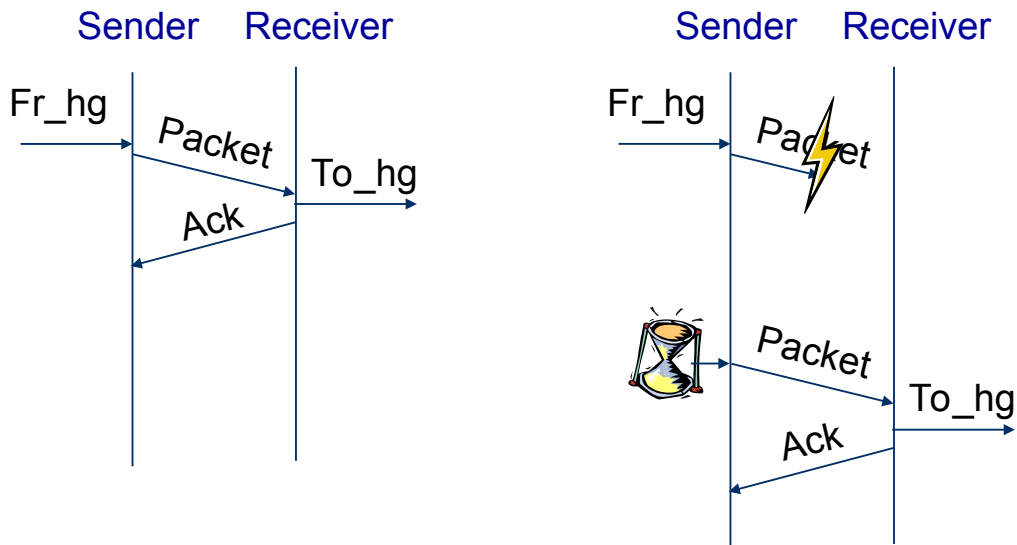 Sender Receiver
Fr_hg
Packet
To_hg
Ack
Sender Receiver
Fr_hg
Packet
Packet
To_hg
Ack